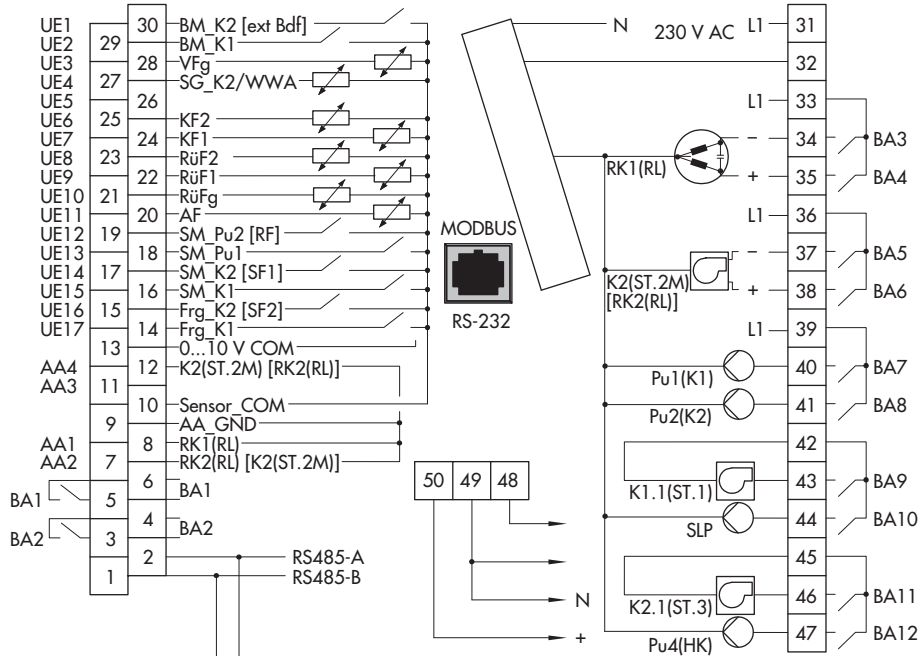 UE1 30 BM_K2 [ext Bdf]
UE2 29 BM_K1
UE3 28 VFg
UE4 27 SG_K2/WWA
UE5 26
UE6 25 KF2
UE7 24 KF1
UE8 23 RüF2
UE9 22 RüF1
UE10 21 RüFg
UE11 20 AF
UE12 19 SM_Pu2 [RF]
UE13 18 SM_Pu1
UE14 17 SM_K2 [SF1]
UE15 16 SM_K1
UE16 15 Frg_K2 [SF2]
UE17 14 Frg_K1
13 0...10 V COM
AA4 12 K2(ST.2M) [RK2(RL)]
AA3 11
10 Sensor_COM
9 AA_GND
AA1 8 RK1(RL)
AA2 7 RK2(RL) [K2(ST.2M)]
6 BA1
BA1 5
4 BA2
BA2 3
2 RS485-A
1 RS485-B
MODBUS
RS-232
50 49 48
N
+
N 230 V AC L1 31
32
L1 33
− 34 BA3
RK1(RL)
+ 35 BA4
L1 36
− 37 BA5
K2(ST.2M)
+ 38 BA6
[RK2(RL)]
L1 39
40 BA7
Pu1(K1)
41 BA8
Pu2(K2)
42
43 BA9
K1.1(ST.1)
44 BA10
SLP
45
46 BA11
K2.1(ST.3)
47 BA12
Pu4(HK)